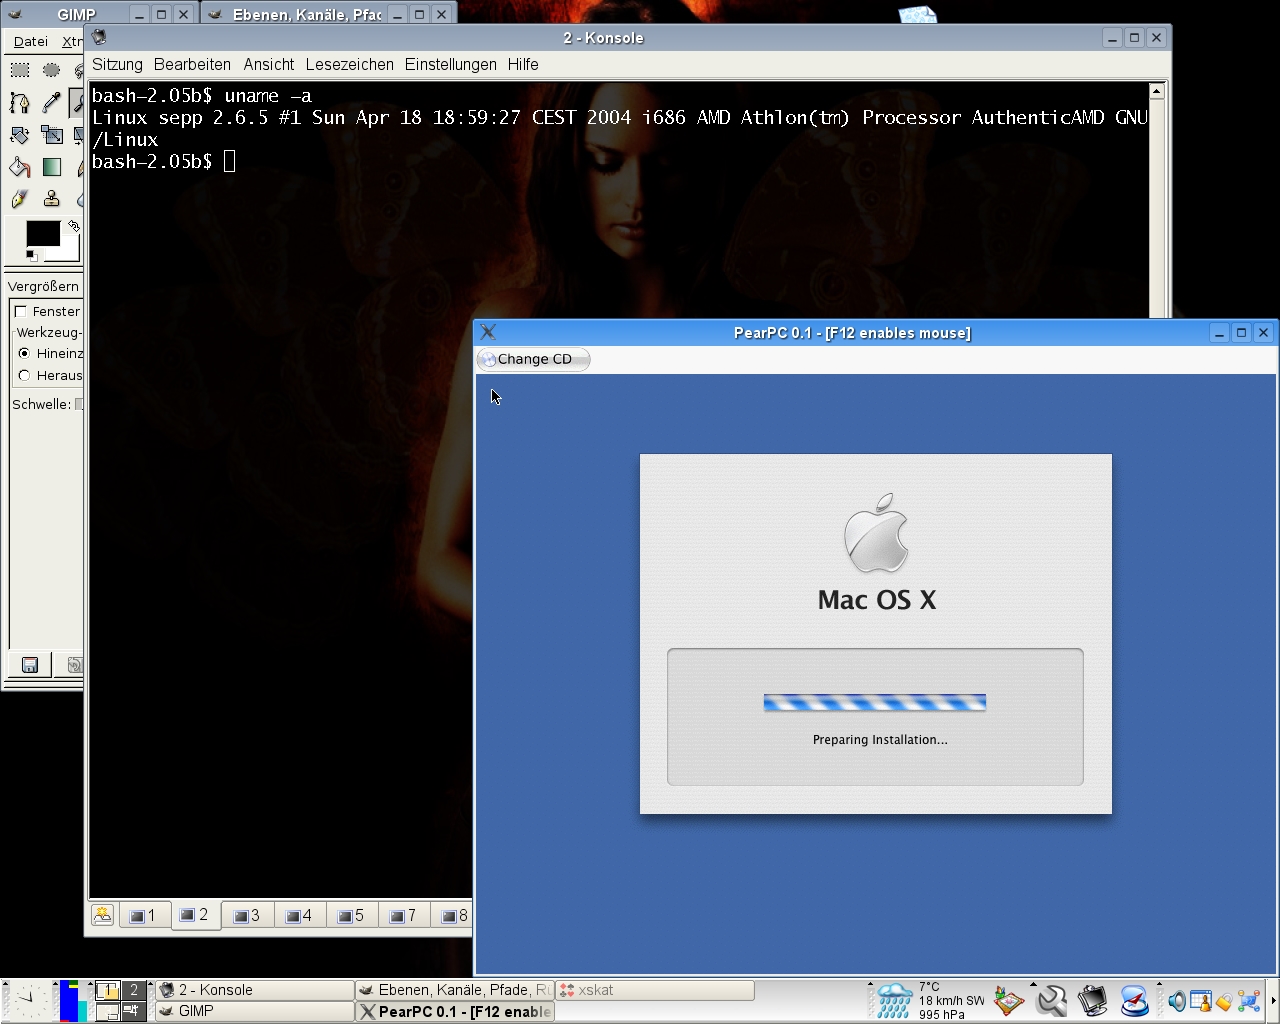 GIMP
Ebenen, Kanäle, Pfad
Datei Xtn
2 - Konsole
Sitzung Bearbeiten Ansicht Lesezeichen Einstellungen Hilfe
bash-2.05b$ uname -a
Linux sepp 2.6.5 #1 Sun Apr 18 18:59:27 CEST 2004 i686 AMD Athlon(tm) Processor AuthenticAMD GNU
/Linux
bash-2.05b$
Vergrößern
Fenster
Werkzeug-
Hineinz
Heraus
Schwelle:
PearPC 0.1 - [F12 enables mouse]
Change CD
Mac OS X
Preparing Installation...
1 2 3 4 5 7 8
1 2
2 - Konsole
Ebenen, Kanäle, Pfade, Rü
xskat
GIMP
PearPC 0.1 - [F12 enable
7°C
18 km/h SW
995 hPa